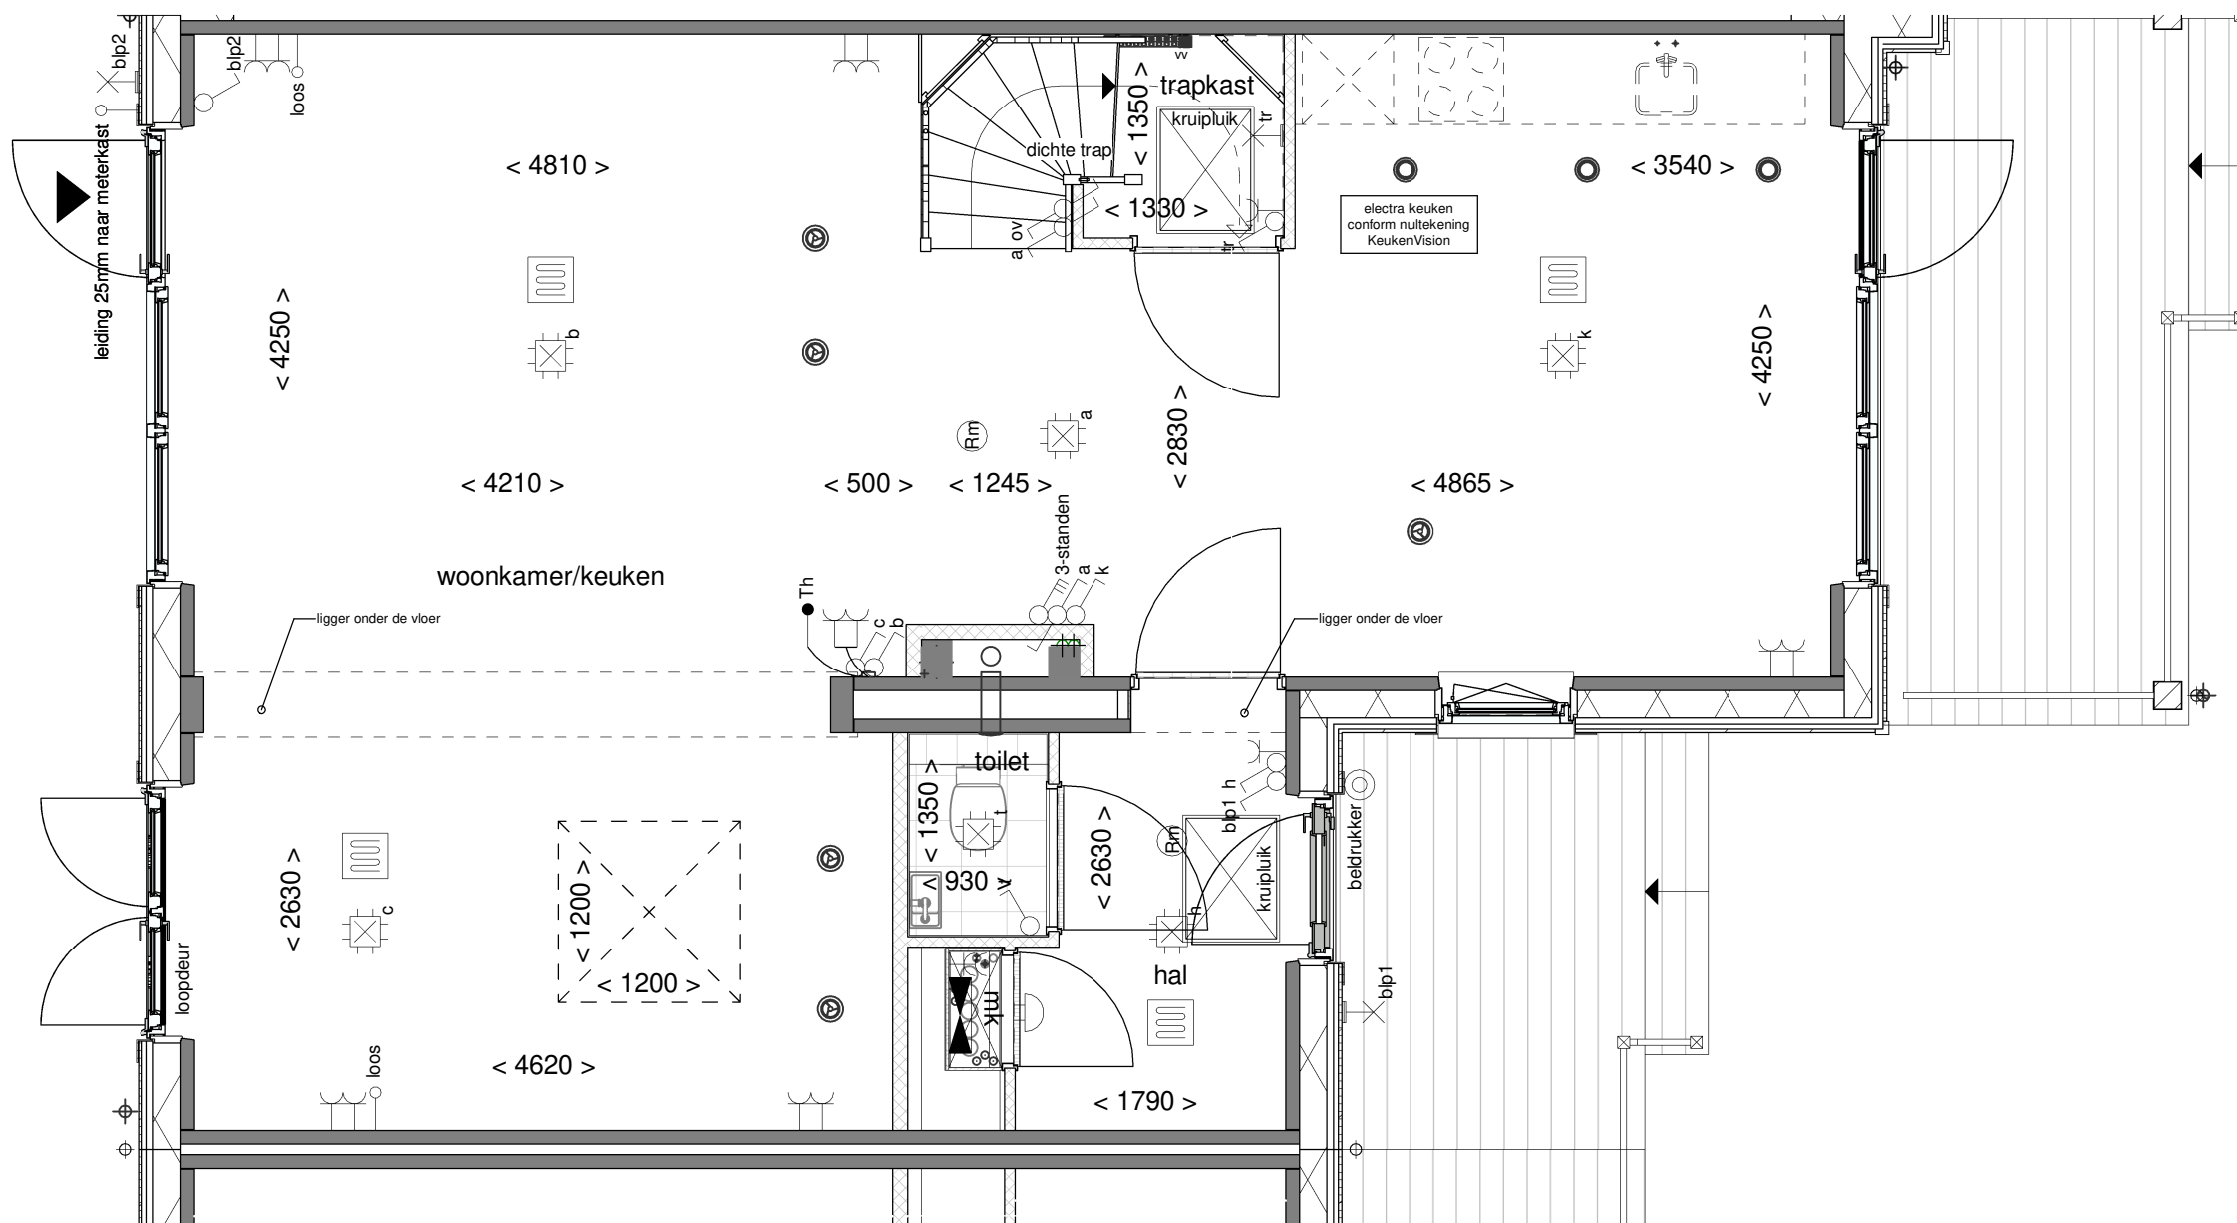 blp2
blp2
loos
leiding 25mm naar meterkast
< 4810 >
vv
< 1350 >
trapkast
kruipluik
tr
dichte trap
< 1330 >
a ov
tr
< 3540 >
electra keuken
conform nultekening
KeukenVision
< 4250 >
b
k
< 4250 >
Rm
a
< 2830 >
< 4210 >
< 500 >
< 1245 >
< 4865 >
3-standen
a
k
woonkamer/keuken
Th
c
b
ligger onder de vloer
ligger onder de vloer
toilet
< 1350 >
t
blp1 h
beldrukker
Rm
< 2630 >
< 930 >
t
< 2630 >
c
< 1200 >
< 1200 >
h
kruipluik
loopdeur
hal
mk
blp1
< 4620 >
loos
< 1790 >